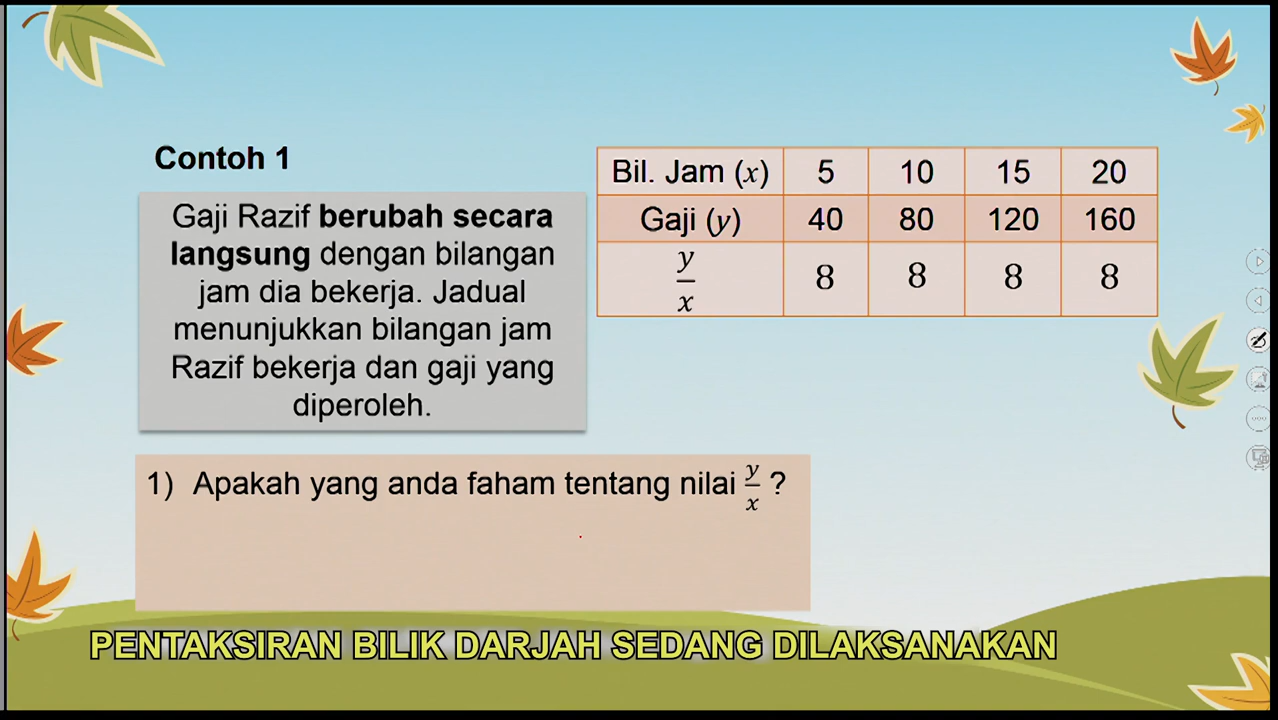 Contoh 1
Gaji Razif berubah secara
langsung dengan bilangan
jam dia bekerja. Jadual
menunjukkan bilangan jam
Razif bekerja dan gaji yang
diperoleh.
Bil. Jam (x) 5 10 15 20
Gaji (y) 40 80 120 160
y/x 8 8 8 8
1) Apakah yang anda faham tentang nilai y/x ?
PENTAKSIRAN BILIK DARJAH SEDANG DILAKSANAKAN